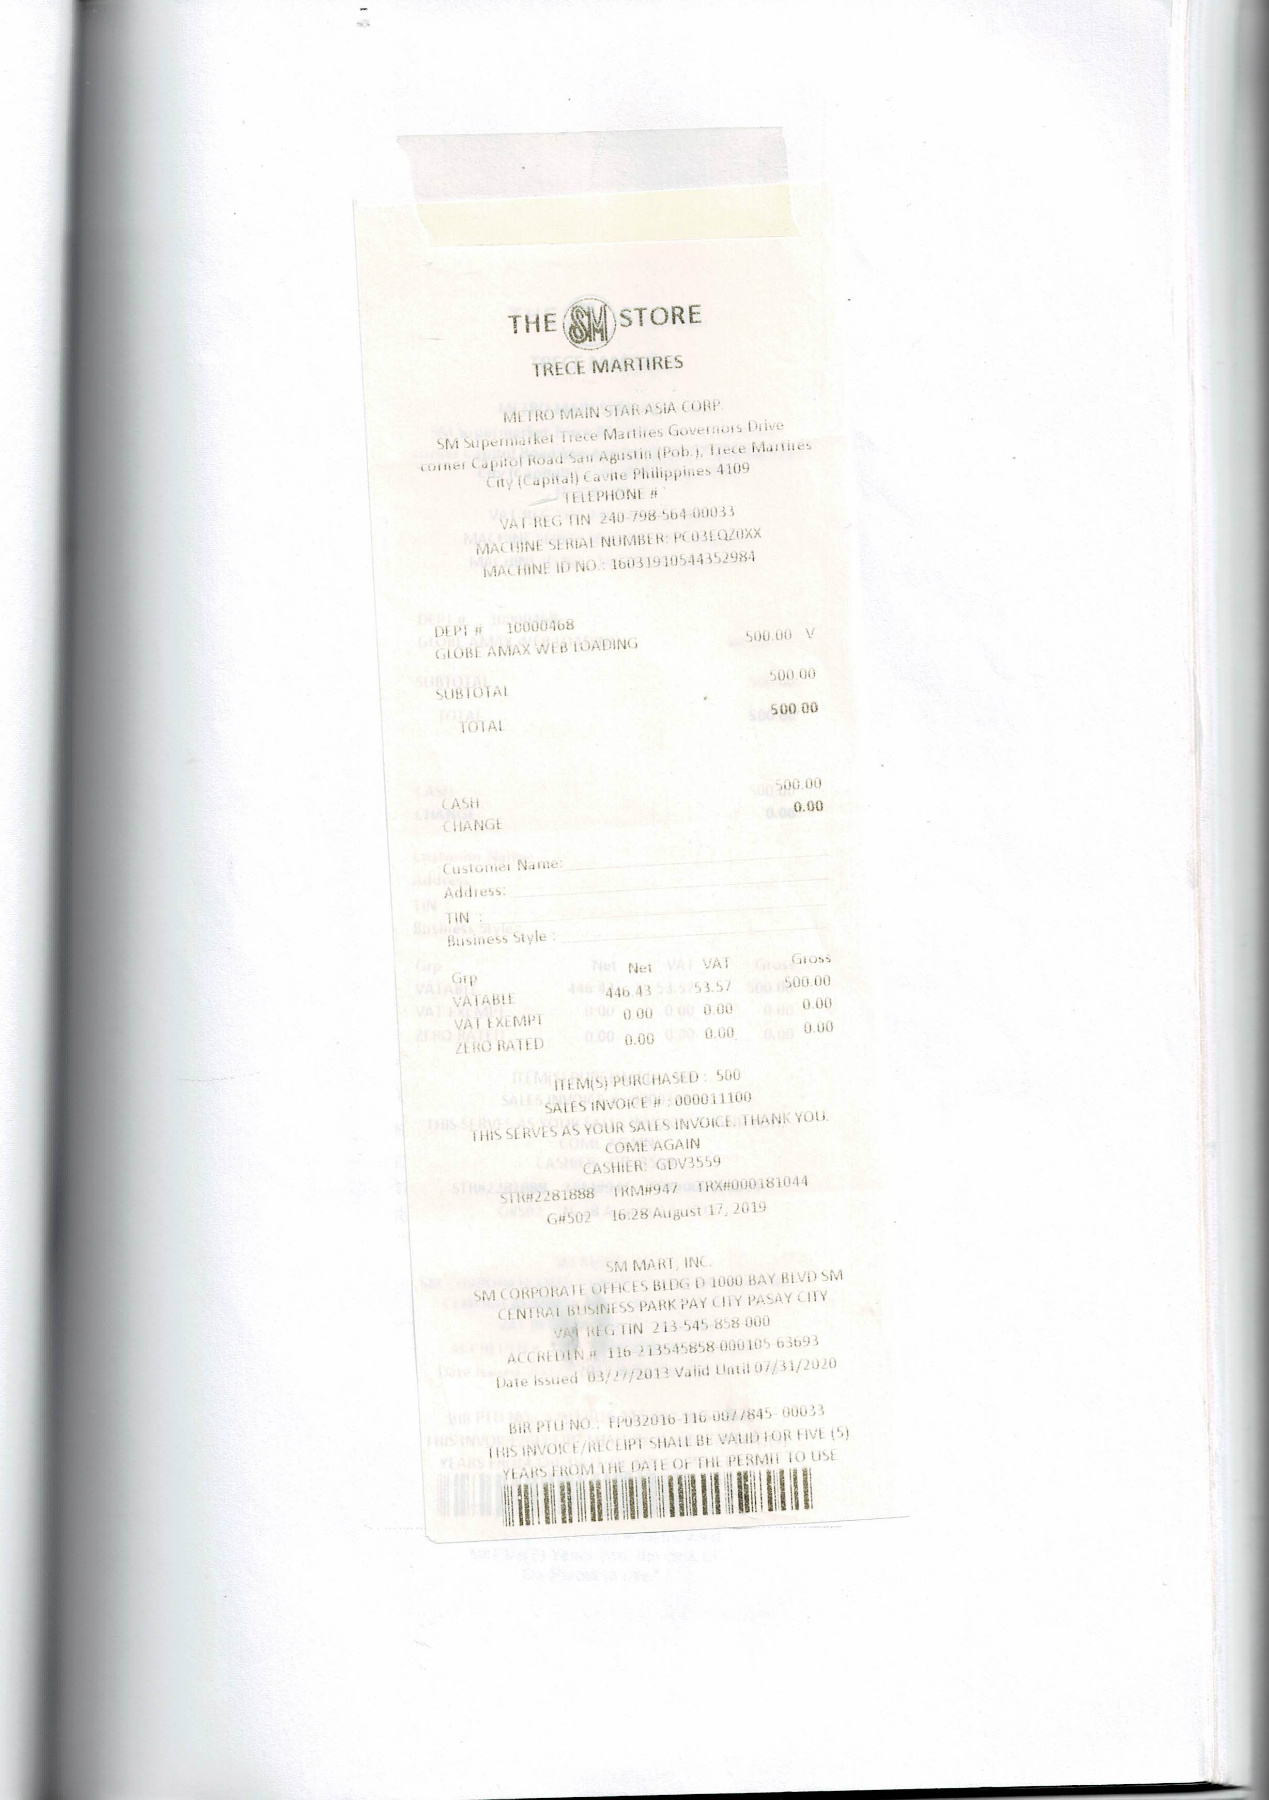 THE SM STORE
TRECE MARTIRES
METRO MAIN STAR ASIA CORP.
SM Supermarket Trece Martires Governors Drive
corner Capitol Road San Agustin (Pob.), Trece Martires
City (Capital) Cavite Philippines 4109
TELEPHONE #
VAT REG TIN 240-798-564-00033
MACHINE SERIAL NUMBER: PC03EQZ0XX
MACHINE ID NO.: 16031910544352984
DEPT # 10000468
GLOBE AMAX WEB LOADING 500.00 V
SUBTOTAL 500.00
TOTAL 500.00
CASH 500.00
CHANGE 0.00
Customer Name:
Address:
TIN :
Business Style :
Grp Net VAT Gross
VATABLE 446.43 53.57 500.00
VAT EXEMPT 0.00 0.00 0.00
ZERO RATED 0.00 0.00 0.00
ITEM(S) PURCHASED : 500
SALES INVOICE # : 000011100
THIS SERVES AS YOUR SALES INVOICE. THANK YOU.
COME AGAIN
CASHIER: GDV3559
STR#2281888 TRM#947 TRX#000181044
G#502 16:28 August 17, 2019
SM MART, INC.
SM CORPORATE OFFICES BLDG D 1000 BAY BLVD SM
CENTRAL BUSINESS PARK PAY CITY PASAY CITY
VAT REG TIN 213-545-858-000
ACCREDTN # 116-213545858-000105-63693
Date Issued 03/27/2013 Valid Until 07/31/2020
BIR PTU NO.: FP032016-116-0077845-00033
THIS INVOICE/RECEIPT SHALL BE VALID FOR FIVE (5)
YEARS FROM THE DATE OF THE PERMIT TO USE